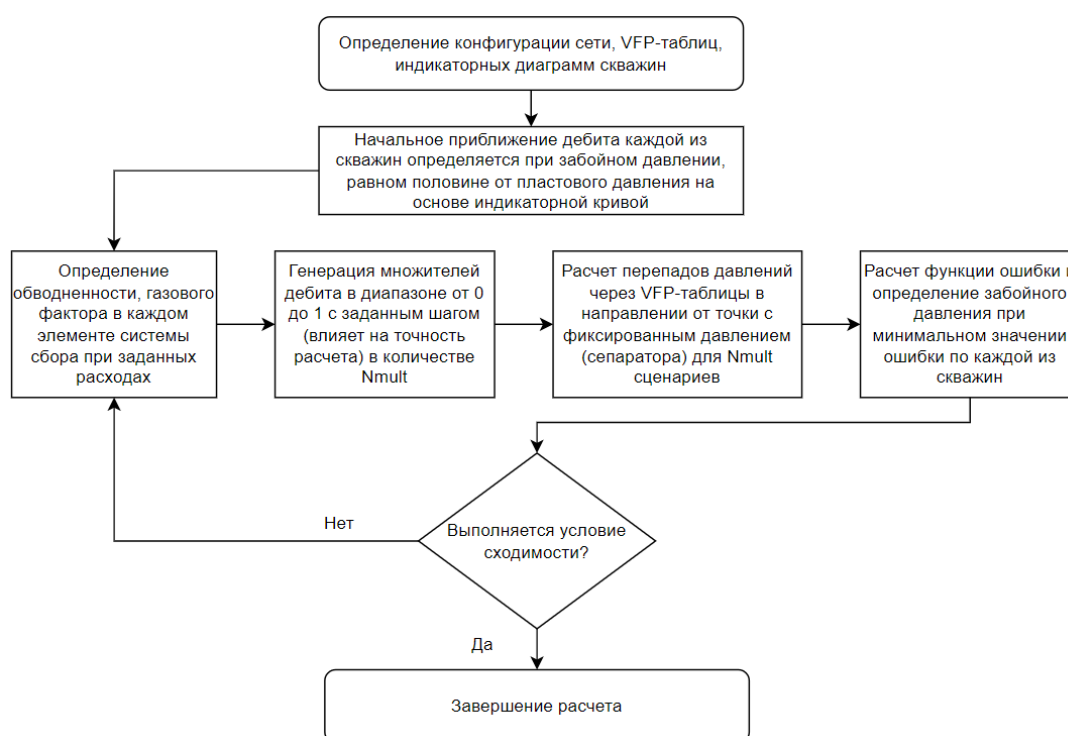 Определение конфигурации сети, VFP-таблиц,
индикаторных диаграмм скважин
Начальное приближение дебита каждой из
скважин определяется при забойном давлении,
равном половине от пластового давления на
основе индикаторной кривой
Определение
обводненности, газового
фактора в каждом
элементе системы
сбора при заданных
расходах
Генерация множителей
дебита в диапазоне от 0
до 1 с заданным шагом
(влияет на точность
расчета) в количестве
Nmult
Расчет перепадов давлений
через VFP-таблицы в
направлении от точки с
фиксированным давлением
(сепаратора) для Nmult
сценариев
Расчет функции ошибки и
определение забойного
давления при
минимальном значении
ошибки по каждой из
скважин
Выполняется условие
сходимости?
Нет
Да
Завершение расчета